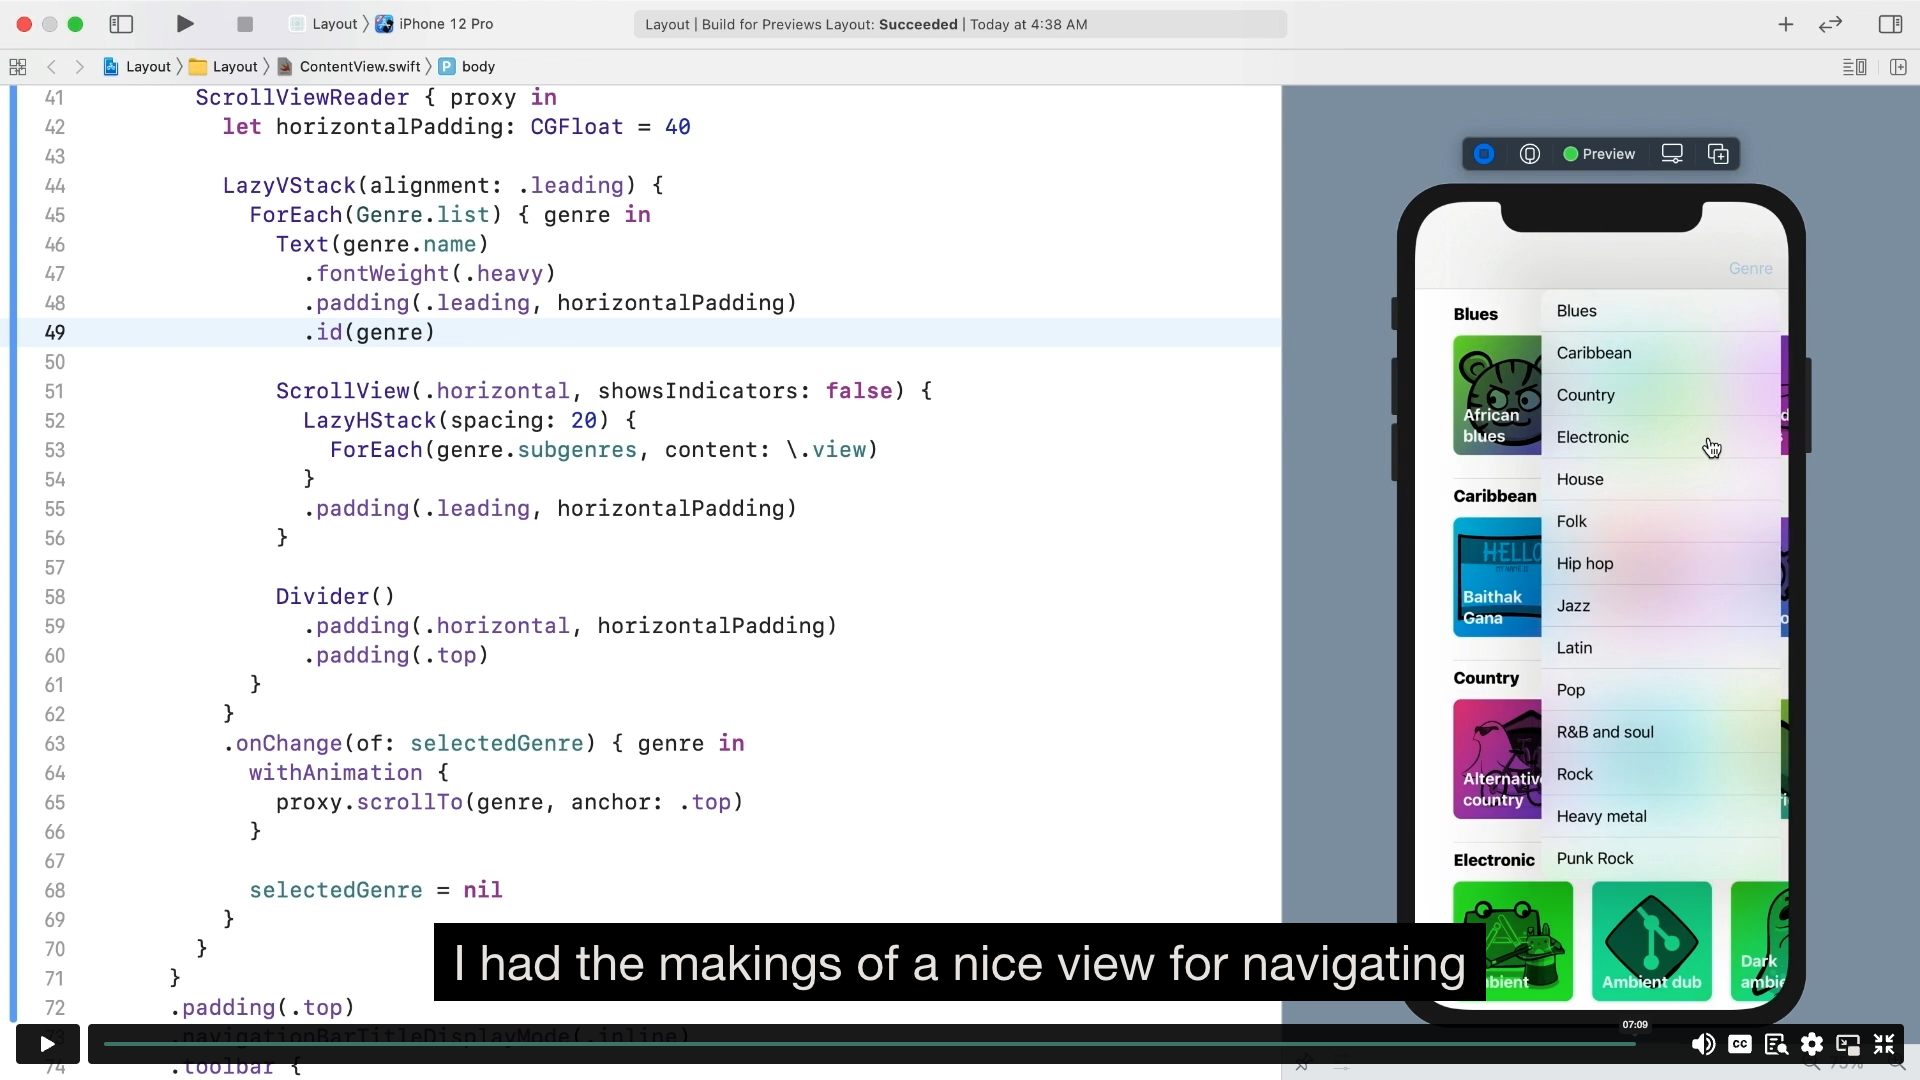 Layout
iPhone 12 Pro
Layout | Build for Previews Layout: Succeeded | Today at 4:38 AM
Layout
Layout
ContentView.swift
P
body
41 ScrollViewReader { proxy in
42 let horizontalPadding: CGFloat = 40
43
44 LazyVStack(alignment: .leading) {
45 ForEach(Genre.list) { genre in
46 Text(genre.name)
47 .fontWeight(.heavy)
48 .padding(.leading, horizontalPadding)
49 .id(genre)
50
51 ScrollView(.horizontal, showsIndicators: false) {
52 LazyHStack(spacing: 20) {
53 ForEach(genre.subgenres, content: \.view)
54 }
55 .padding(.leading, horizontalPadding)
56 }
57
58 Divider()
59 .padding(.horizontal, horizontalPadding)
60 .padding(.top)
61 }
62 }
63 .onChange(of: selectedGenre) { genre in
64 withAnimation {
65 proxy.scrollTo(genre, anchor: .top)
66 }
67
68 selectedGenre = nil
69 }
70 }
71 }
72 .padding(.top)
73 .navigationBarTitleDisplayMode(.inline)
74 .toolbar {
Preview
Genre
Blues
African
blues
Caribbean
HELLO
Baithak
Gana
Country
Alternative
country
Electronic
Ambient dub
Dark
Blues
Caribbean
Country
Electronic
House
Folk
Hip hop
Jazz
Latin
Pop
R&B and soul
Rock
Heavy metal
Punk Rock
I had the makings of a nice view for navigating
07:09
CC
75%